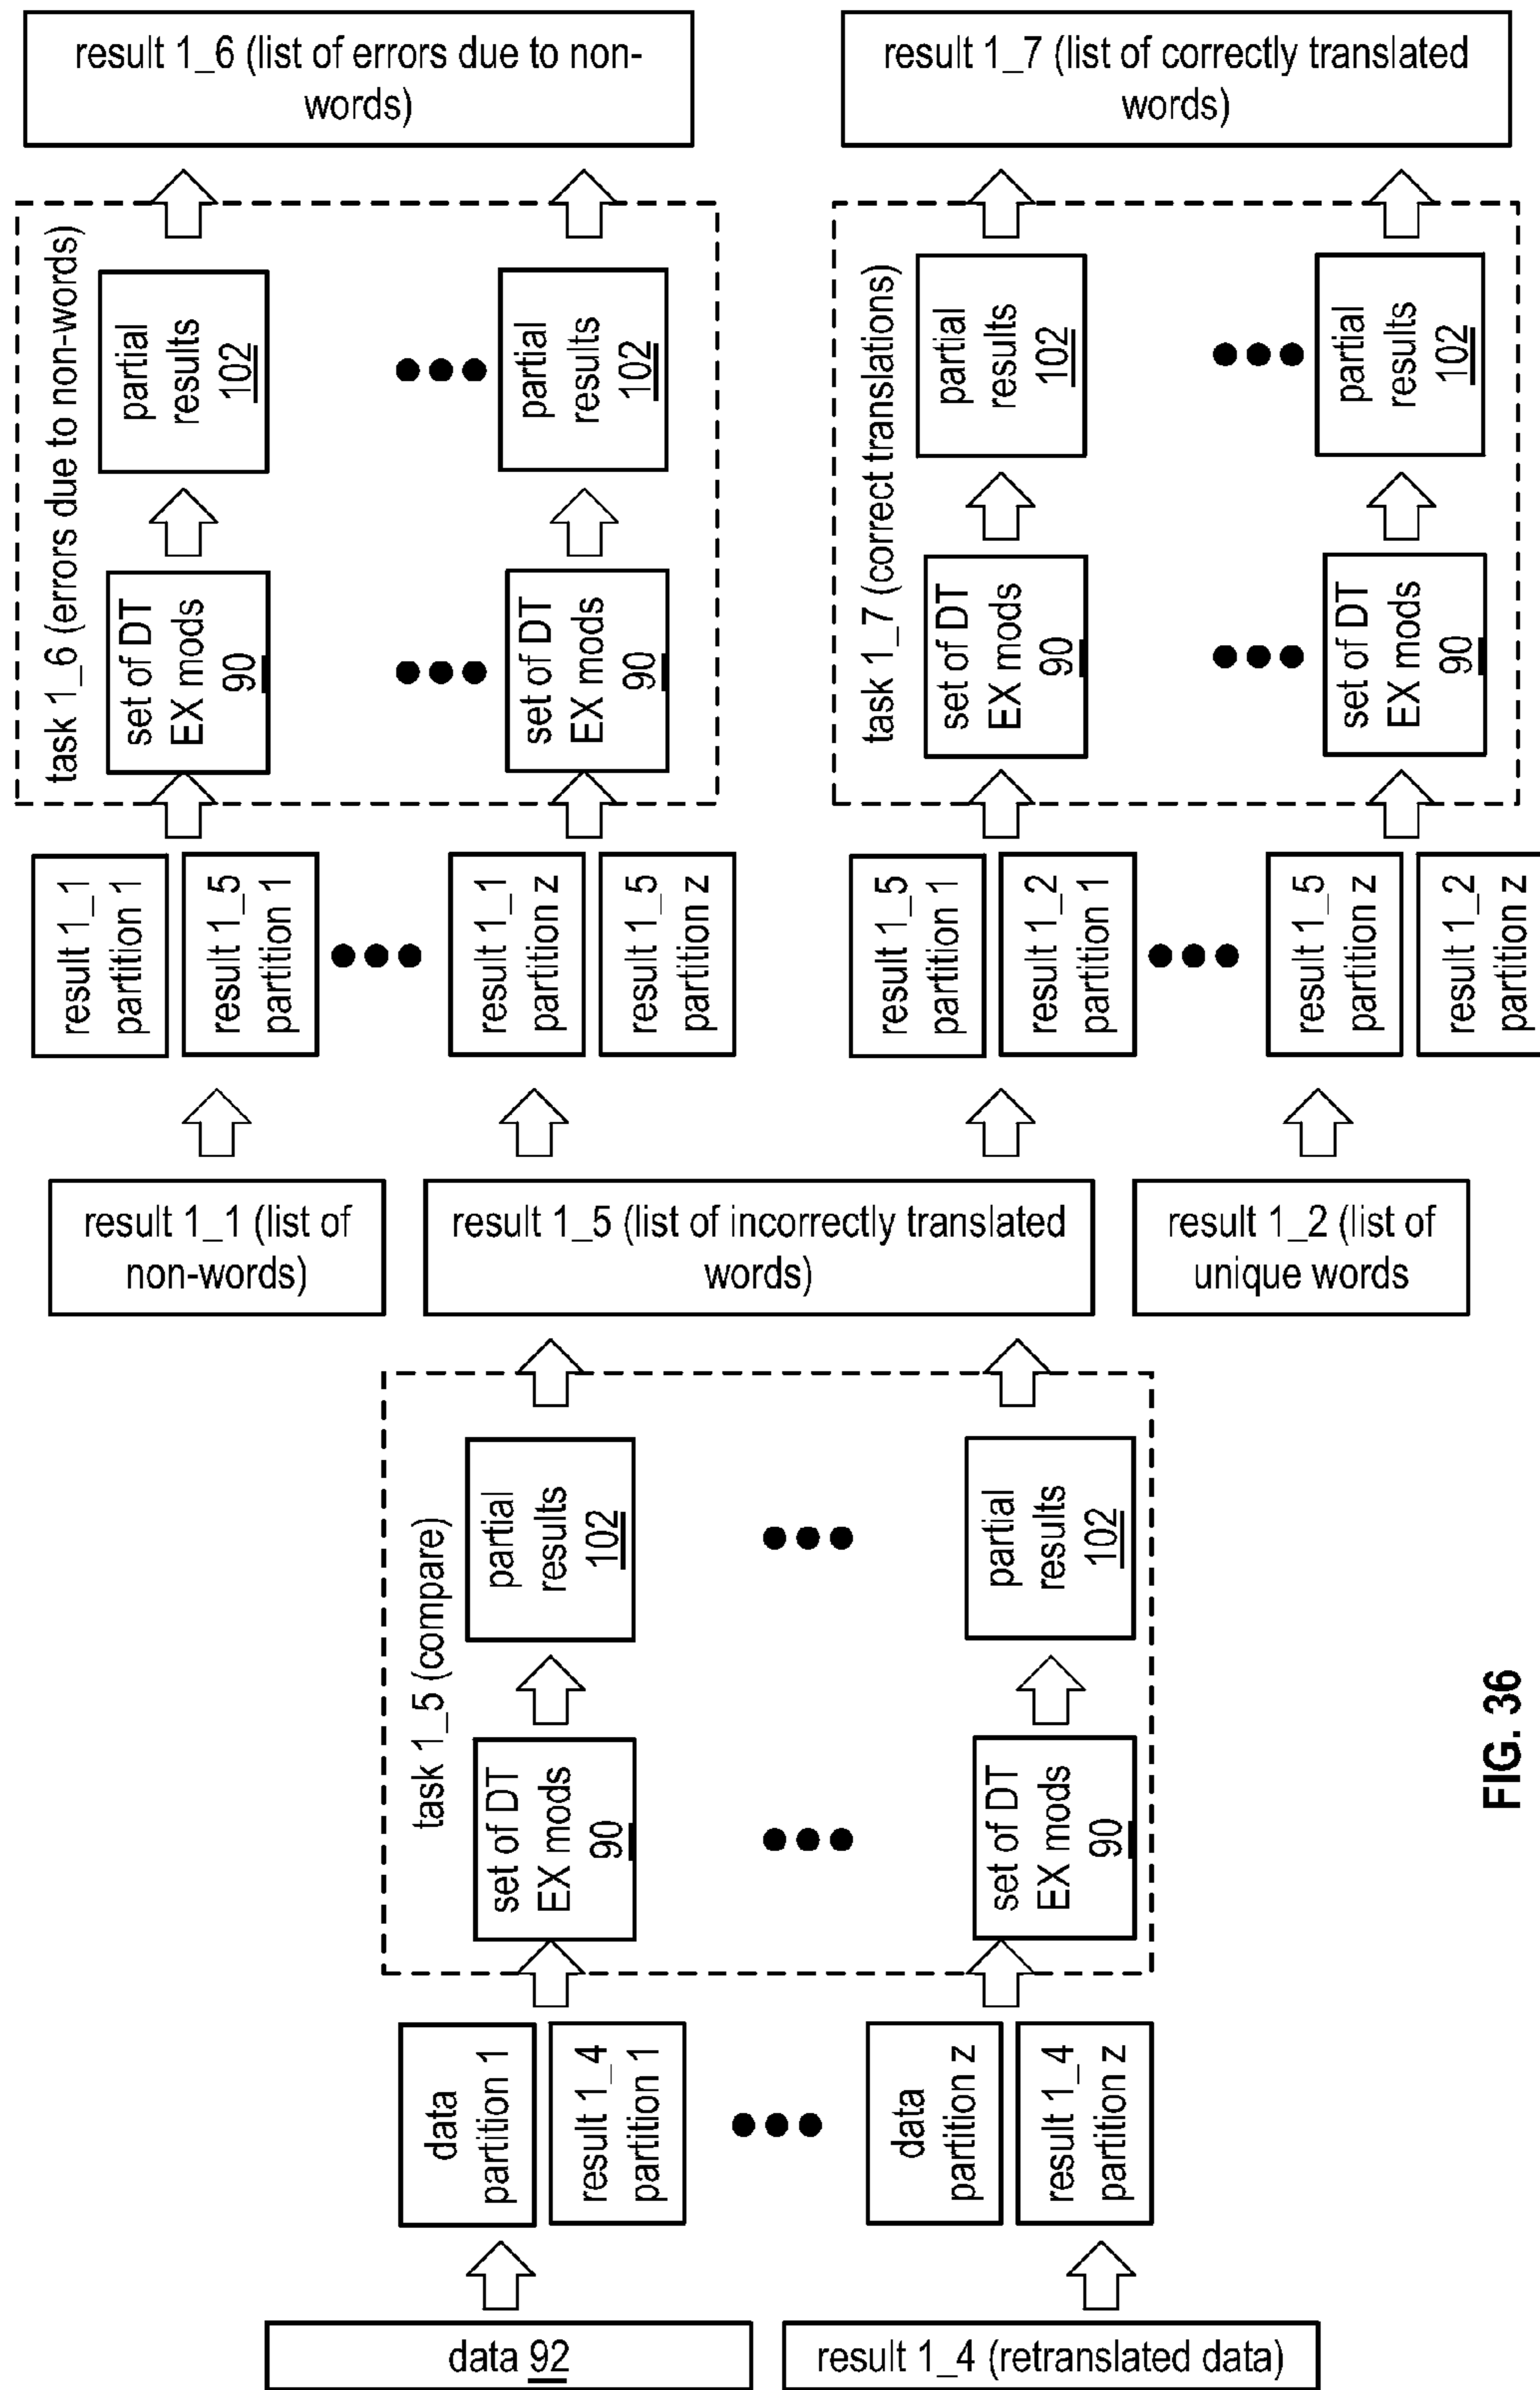 data 92
result 1_4 (retranslated data)
data
partition 1
result 1_4
partition 1
data
partition z
result 1_4
partition z
task 1_5 (compare)
set of DT
EX mods
90
partial
results
102
set of DT
EX mods
90
partial
results
102
result 1_1 (list of
non-words)
result 1_5 (list of incorrectly translated
words)
result 1_2 (list of
unique words
result 1_1
partition 1
result 1_5
partition 1
result 1_1
partition z
result 1_5
partition z
task 1_6 (errors due to non-words)
set of DT
EX mods
90
partial
results
102
set of DT
EX mods
90
partial
results
102
result 1_6 (list of errors due to non-
words)
result 1_5
partition 1
result 1_2
partition 1
result 1_5
partition z
result 1_2
partition z
task 1_7 (correct translations)
set of DT
EX mods
90
partial
results
102
set of DT
EX mods
90
partial
results
102
result 1_7 (list of correctly translated
words)
FIG. 36